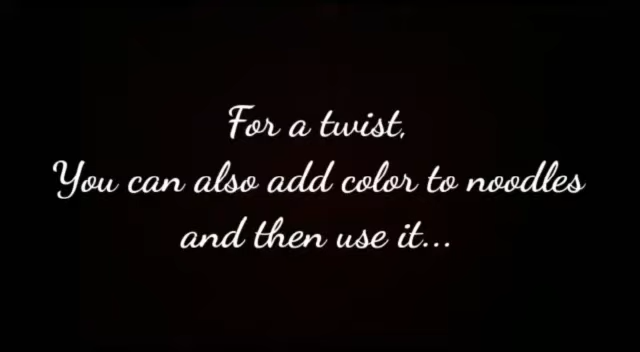 For a twist,
You can also add color to noodles
and then use it...